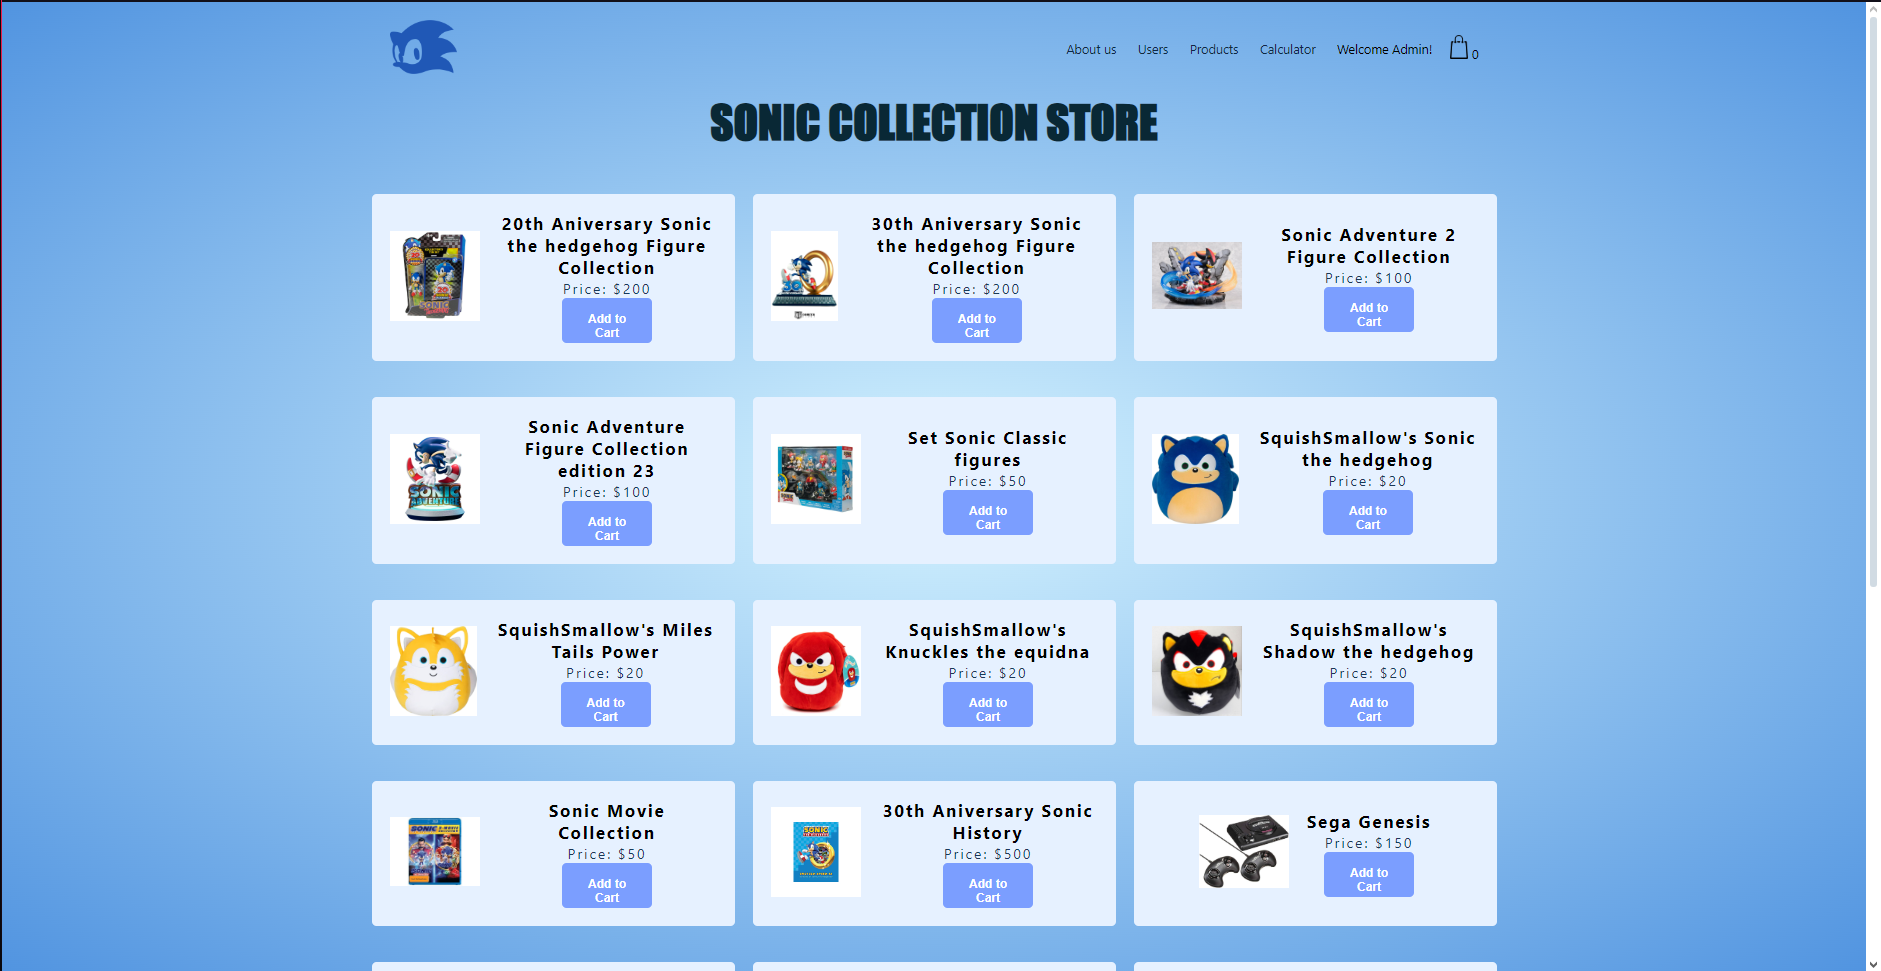 About us Users Products Calculator Welcome Admin! 0
SONIC COLLECTION STORE
20th Aniversary Sonic
the hedgehog Figure
Collection
Price: $200
Add to
Cart
30th Aniversary Sonic
the hedgehog Figure
Collection
Price: $200
Add to
Cart
Sonic Adventure 2
Figure Collection
Price: $100
Add to
Cart
Sonic Adventure
Figure Collection
edition 23
Price: $100
Add to
Cart
Set Sonic Classic
figures
Price: $50
Add to
Cart
SquishSmallow's Sonic
the hedgehog
Price: $20
Add to
Cart
SquishSmallow's Miles
Tails Power
Price: $20
Add to
Cart
SquishSmallow's
Knuckles the equidna
Price: $20
Add to
Cart
SquishSmallow's
Shadow the hedgehog
Price: $20
Add to
Cart
Sonic Movie
Collection
Price: $50
Add to
Cart
30th Aniversary Sonic
History
Price: $500
Add to
Cart
Sega Genesis
Price: $150
Add to
Cart